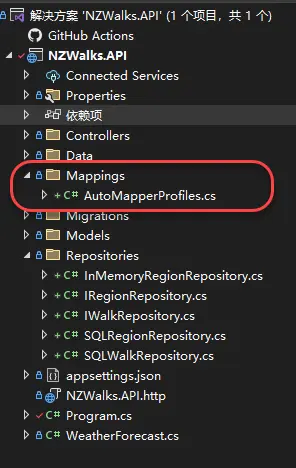 解决方案 'NZWalks.API' (1 个项目，共 1 个)
GitHub Actions
NZWalks.API
Connected Services
Properties
依赖项
Controllers
Data
Mappings
C# AutoMapperProfiles.cs
Migrations
Models
Repositories
C# InMemoryRegionRepository.cs
C# IRegionRepository.cs
C# IWalkRepository.cs
C# SQLRegionRepository.cs
C# SQLWalkRepository.cs
appsettings.json
NZWalks.API.http
C# Program.cs
C# WeatherForecast.cs